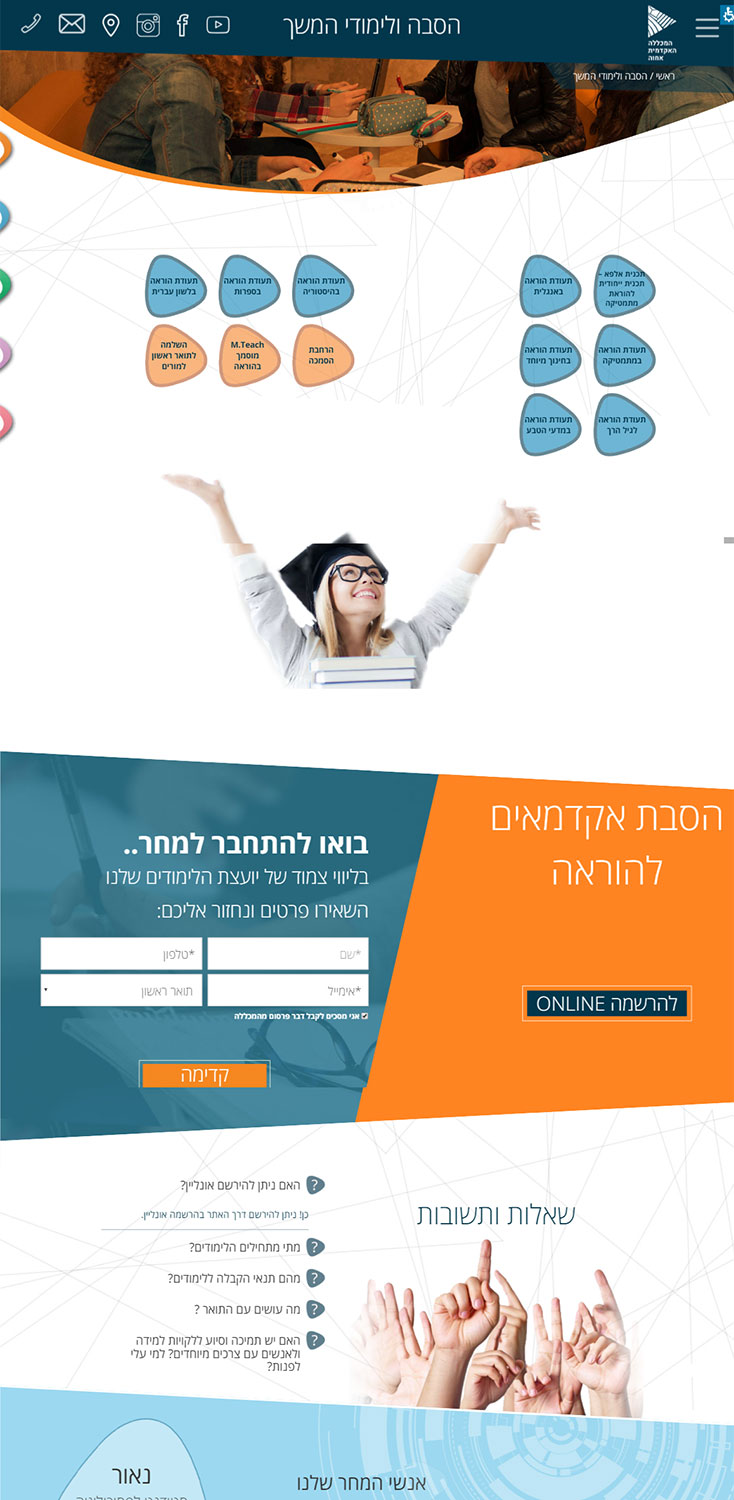 הסבה ולימודי המשך
המכללה
האקדמית
אחוה
ראשי / הסבה ולימודי המשך
תכנית אלפא –
תכנית ייחודית
להוראת
מתמטיקה
תעודת הוראה
באנגלית
תעודת הוראה
במתמטיקה
תעודת הוראה
בחינוך מיוחד
תעודת הוראה
לגיל הרך
תעודת הוראה
במדעי הטבע
תעודת הוראה
בהיסטוריה
תעודת הוראה
בספרות
תעודת הוראה
בלשון עברית
הרחבת
הסמכה
M.Teach
מוסמך
בהוראה
השלמה
לתואר ראשון
למורים
הסבת אקדמאים
להוראה
להרשמה ONLINE
בואו להתחבר למחר..
בליווי צמוד של יועצת הלימודים שלנו
השאירו פרטים ונחזור אליכם:
*שם
*טלפון
*אימייל
תואר ראשון
אני מסכים לקבל דבר פרסום מהמכללה
קדימה
שאלות ותשובות
האם ניתן להירשם אונליין?
כן! ניתן להירשם דרך האתר בהרשמה אונליין.
מתי מתחילים הלימודים?
מהם תנאי הקבלה ללימודים?
מה עושים עם התואר ?
האם יש תמיכה וסיוע ללקויות למידה
ולאנשים עם צרכים מיוחדים? למי עלי
לפנות?
אנשי המחר שלנו
נאור